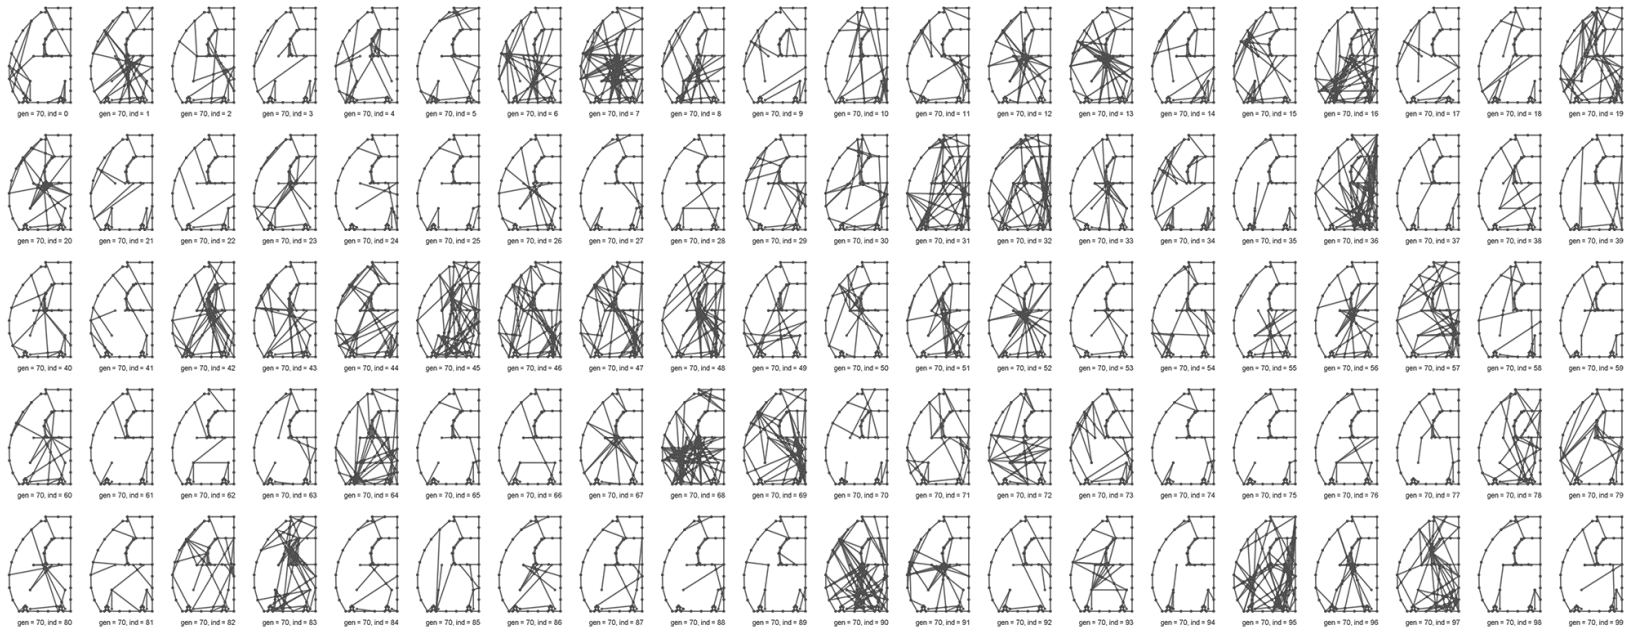 gen = 70, ind = 0 gen = 70, ind = 1 gen = 70, ind = 2 gen = 70, ind = 3 gen = 70, ind = 4 gen = 70, ind = 5 gen = 70, ind = 6 gen = 70, ind = 7 gen = 70, ind = 8 gen = 70, ind = 9 gen = 70, ind = 10 gen = 70, ind = 11 gen = 70, ind = 12 gen = 70, ind = 13 gen = 70, ind = 14 gen = 70, ind = 15 gen = 70, ind = 16 gen = 70, ind = 17 gen = 70, ind = 18 gen = 70, ind = 19
gen = 70, ind = 20 gen = 70, ind = 21 gen = 70, ind = 22 gen = 70, ind = 23 gen = 70, ind = 24 gen = 70, ind = 25 gen = 70, ind = 26 gen = 70, ind = 27 gen = 70, ind = 28 gen = 70, ind = 29 gen = 70, ind = 30 gen = 70, ind = 31 gen = 70, ind = 32 gen = 70, ind = 33 gen = 70, ind = 34 gen = 70, ind = 35 gen = 70, ind = 36 gen = 70, ind = 37 gen = 70, ind = 38 gen = 70, ind = 39
gen = 70, ind = 40 gen = 70, ind = 41 gen = 70, ind = 42 gen = 70, ind = 43 gen = 70, ind = 44 gen = 70, ind = 45 gen = 70, ind = 46 gen = 70, ind = 47 gen = 70, ind = 48 gen = 70, ind = 49 gen = 70, ind = 50 gen = 70, ind = 51 gen = 70, ind = 52 gen = 70, ind = 53 gen = 70, ind = 54 gen = 70, ind = 55 gen = 70, ind = 56 gen = 70, ind = 57 gen = 70, ind = 58 gen = 70, ind = 59
gen = 70, ind = 60 gen = 70, ind = 61 gen = 70, ind = 62 gen = 70, ind = 63 gen = 70, ind = 64 gen = 70, ind = 65 gen = 70, ind = 66 gen = 70, ind = 67 gen = 70, ind = 68 gen = 70, ind = 69 gen = 70, ind = 70 gen = 70, ind = 71 gen = 70, ind = 72 gen = 70, ind = 73 gen = 70, ind = 74 gen = 70, ind = 75 gen = 70, ind = 76 gen = 70, ind = 77 gen = 70, ind = 78 gen = 70, ind = 79
gen = 70, ind = 80 gen = 70, ind = 81 gen = 70, ind = 82 gen = 70, ind = 83 gen = 70, ind = 84 gen = 70, ind = 85 gen = 70, ind = 86 gen = 70, ind = 87 gen = 70, ind = 88 gen = 70, ind = 89 gen = 70, ind = 90 gen = 70, ind = 91 gen = 70, ind = 92 gen = 70, ind = 93 gen = 70, ind = 94 gen = 70, ind = 95 gen = 70, ind = 96 gen = 70, ind = 97 gen = 70, ind = 98 gen = 70, ind = 99